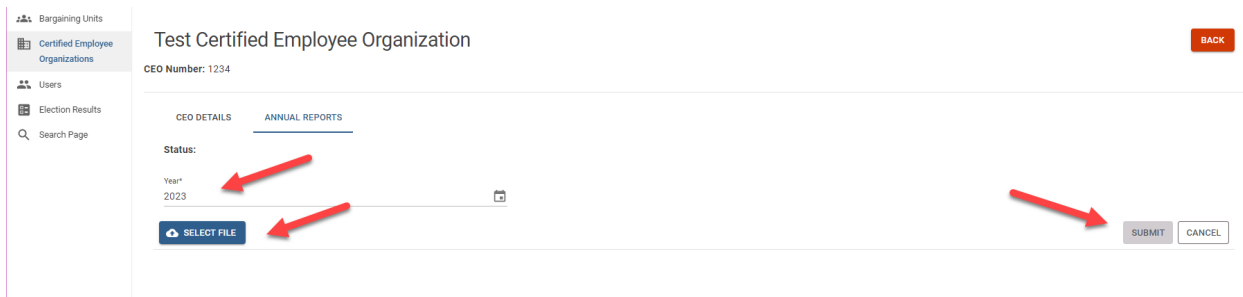 Bargaining Units
Certified Employee
Organizations
Users
Election Results
Search Page
Test Certified Employee Organization
BACK
CEO Number: 1234
CEO DETAILS ANNUAL REPORTS
Status:
Year*
2023
SELECT FILE
SUBMIT CANCEL